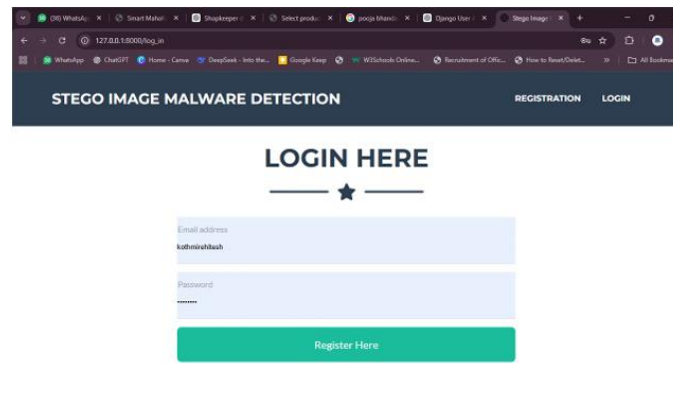 (38) WhatsAp Smart Mahal Shopkeeper Select produc pooja bhand Django User Stego Image
127.0.0.1:8000/log_in
WhatsApp ChatGPT Home - Canva DeepSeek - Into the... Google Keep W3Schools Online... Recruitment of Offic... How to Reset/Delet... » All Bookma
STEGO IMAGE MALWARE DETECTION REGISTRATION LOGIN
LOGIN HERE
Email address
kothmirehitesh
Password
Register Here